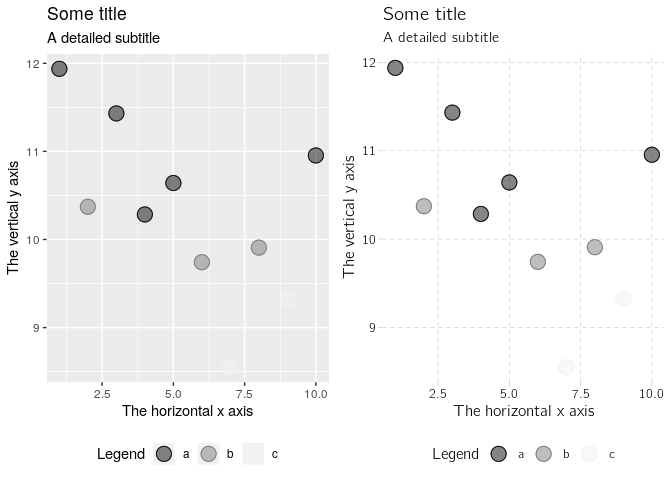 Some title
A detailed subtitle
12
11
10
9
The vertical y axis
2.5 5.0 7.5 10.0
The horizontal x axis
Legend a b c
Some title
A detailed subtitle
12
11
10
9
The vertical y axis
2.5 5.0 7.5 10.0
The horizontal x axis
Legend a b c